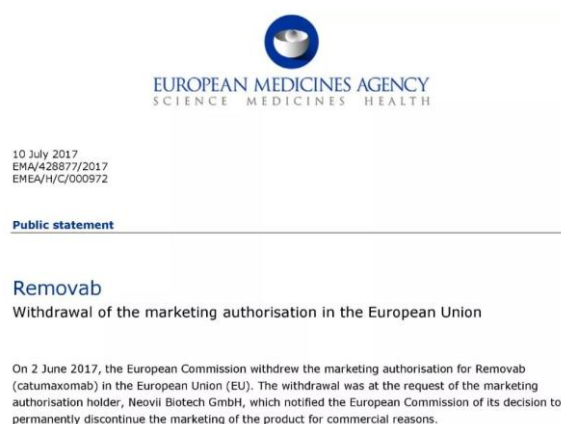 EUROPEAN MEDICINES AGENCY
SCIENCE MEDICINES HEALTH
10 July 2017
EMA/428877/2017
EMEA/H/C/000972
Public statement
Removab
Withdrawal of the marketing authorisation in the European Union
On 2 June 2017, the European Commission withdrew the marketing authorisation for Removab
(catumaxomab) in the European Union (EU). The withdrawal was at the request of the marketing
authorisation holder, Neovii Biotech GmbH, which notified the European Commission of its decision to
permanently discontinue the marketing of the product for commercial reasons.